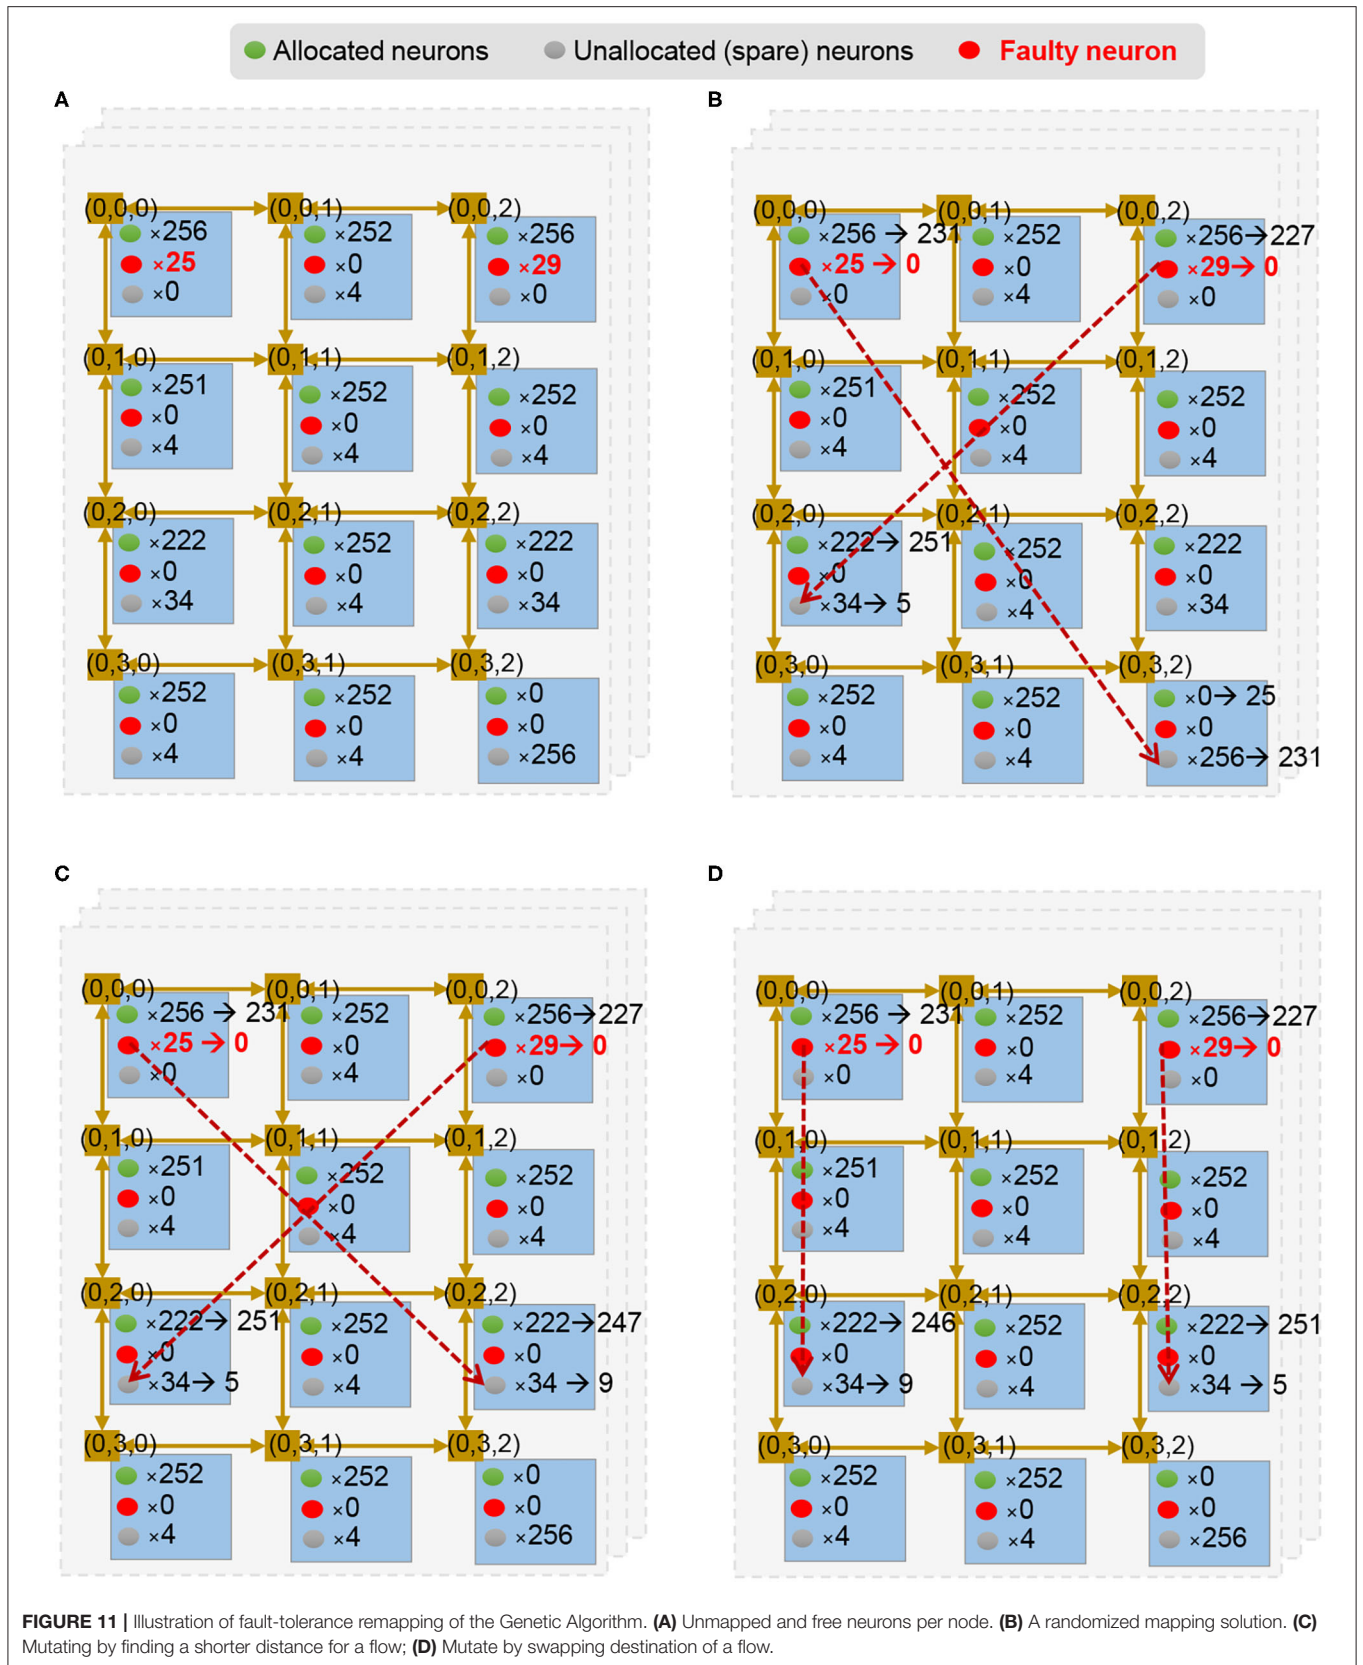 Allocated neurons Unallocated (spare) neurons Faulty neuron
A
(0,0,0) (0,0,1) (0,0,2)
×256 ×252 ×256
×25 ×0 ×29
×0 ×4 ×0
(0,1,0) (0,1,1) (0,1,2)
×251 ×252 ×252
×0 ×0 ×0
×4 ×4 ×4
(0,2,0) (0,2,1) (0,2,2)
×222 ×252 ×222
×0 ×0 ×0
×34 ×4 ×34
(0,3,0) (0,3,1) (0,3,2)
×252 ×252 ×0
×0 ×0 ×0
×4 ×4 ×256
B
(0,0,0) (0,0,1) (0,0,2)
×256 → 231 ×252 ×256→227
×25 → 0 ×0 ×29→ 0
×0 ×4 ×0
(0,1,0) (0,1,1) (0,1,2)
×251 ×252 ×252
×0 ×0 ×0
×4 ×4 ×4
(0,2,0) (0,2,1) (0,2,2)
×222→ 251 ×252 ×222
×0 ×0 ×0
×34→ 5 ×4 ×34
(0,3,0) (0,3,1) (0,3,2)
×252 ×252 ×0→ 25
×0 ×0 ×0
×4 ×4 ×256→ 231
C
(0,0,0) (0,0,1) (0,0,2)
×256 → 231 ×252 ×256→227
×25 → 0 ×0 ×29→ 0
×0 ×4 ×0
(0,1,0) (0,1,1) (0,1,2)
×251 ×252 ×252
×0 ×0 ×0
×4 ×4 ×4
(0,2,0) (0,2,1) (0,2,2)
×222→ 251 ×252 ×222→247
×0 ×0 ×0
×34→ 5 ×4 ×34 → 9
(0,3,0) (0,3,1) (0,3,2)
×252 ×252 ×0
×0 ×0 ×0
×4 ×4 ×256
D
(0,0,0) (0,0,1) (0,0,2)
×256 → 231 ×252 ×256→227
×25 → 0 ×0 ×29→ 0
×0 ×4 ×0
(0,1,0) (0,1,1) (0,1,2)
×251 ×252 ×252
×0 ×0 ×0
×4 ×4 ×4
(0,2,0) (0,2,1) (0,2,2)
×222→ 246 ×252 ×222→ 251
×0 ×0 ×0
×34→ 9 ×4 ×34 → 5
(0,3,0) (0,3,1) (0,3,2)
×252 ×252 ×0
×0 ×0 ×0
×4 ×4 ×256
FIGURE 11 | Illustration of fault-tolerance remapping of the Genetic Algorithm. (A) Unmapped and free neurons per node. (B) A randomized mapping solution. (C)
Mutating by finding a shorter distance for a flow; (D) Mutate by swapping destination of a flow.